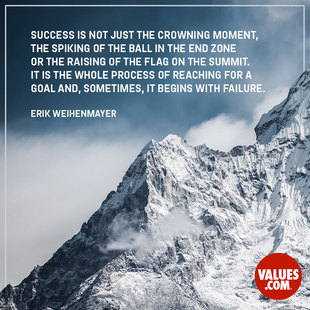 SUCCESS IS NOT JUST THE CROWNING MOMENT,
THE SPIKING OF THE BALL IN THE END ZONE
OR THE RAISING OF THE FLAG ON THE SUMMIT.
IT IS THE WHOLE PROCESS OF REACHING FOR A
GOAL AND, SOMETIMES, IT BEGINS WITH FAILURE.
ERIK WEIHENMAYER
VALUES
.COM